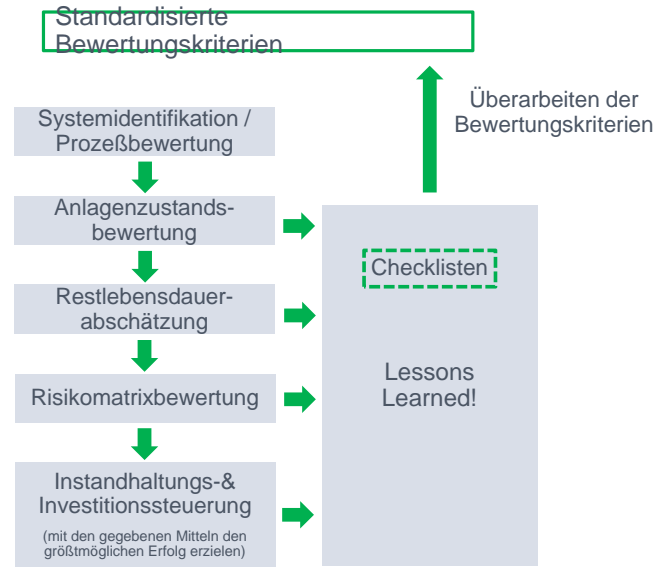 Standardisierte
Bewertungskriterien
Überarbeiten der
Bewertungskriterien
Systemidentifikation /
Prozeßbewertung
Anlagenzustands-
bewertung
Checklisten
Restlebensdauer-
abschätzung
Lessons
Learned!
Risikomatrixbewertung
Instandhaltungs-&
Investitionssteuerung
(mit den gegebenen Mitteln den
größtmöglichen Erfolg erzielen)